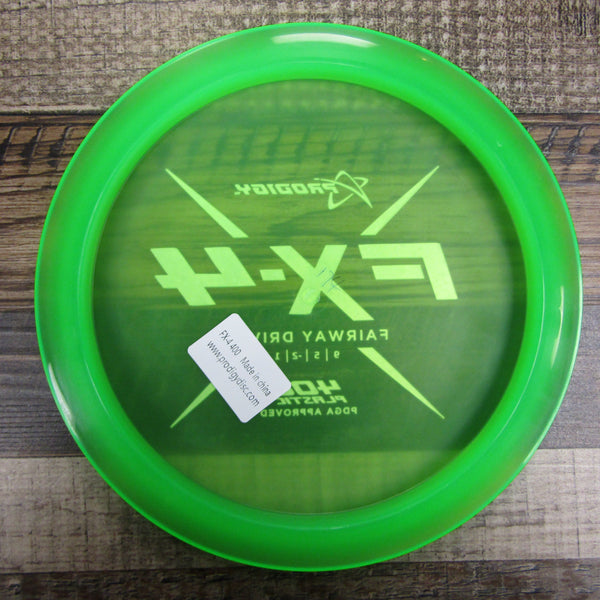 PRODIGY
FX-4
FAIRWAY DRIV
9 | 5 | -2 | 1
400
PLASTIC
PDGA APPROVED
FX-4 400 Made in china
www.prodigydisc.com